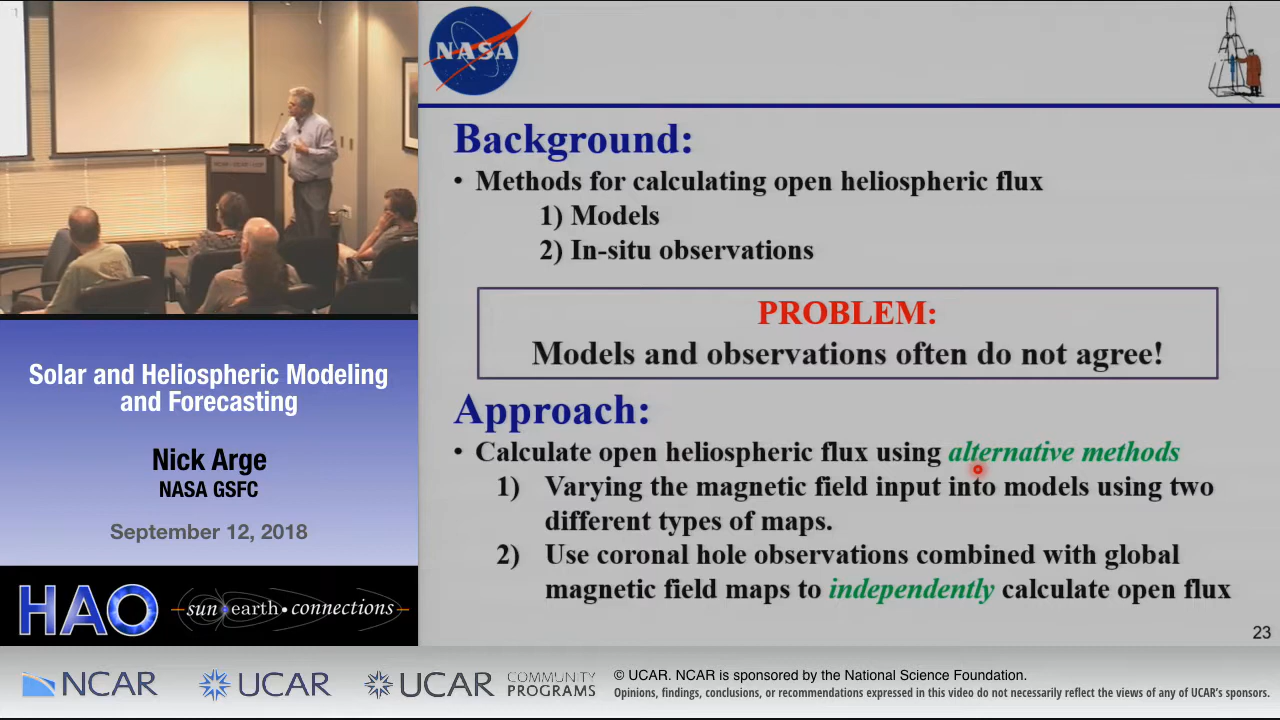 NASA
Background:
• Methods for calculating open heliospheric flux
1) Models
2) In-situ observations
PROBLEM:
Models and observations often do not agree!
Approach:
• Calculate open heliospheric flux using alternative methods
1) Varying the magnetic field input into models using two
different types of maps.
2) Use coronal hole observations combined with global
magnetic field maps to independently calculate open flux
23
Solar and Heliospheric Modeling
and Forecasting
Nick Arge
NASA GSFC
September 12, 2018
HAO
sun earth • connections
NCAR
UCAR
UCAR
COMMUNITY
PROGRAMS
© UCAR. NCAR is sponsored by the National Science Foundation.
Opinions, findings, conclusions, or recommendations expressed in this video do not necessarily reflect the views of any of UCAR's sponsors.